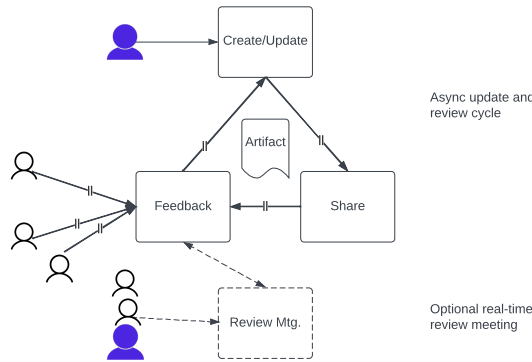 Create/Update
Async update and
review cycle
Artifact
Feedback
Share
Optional real-time
review meeting
Review Mtg.